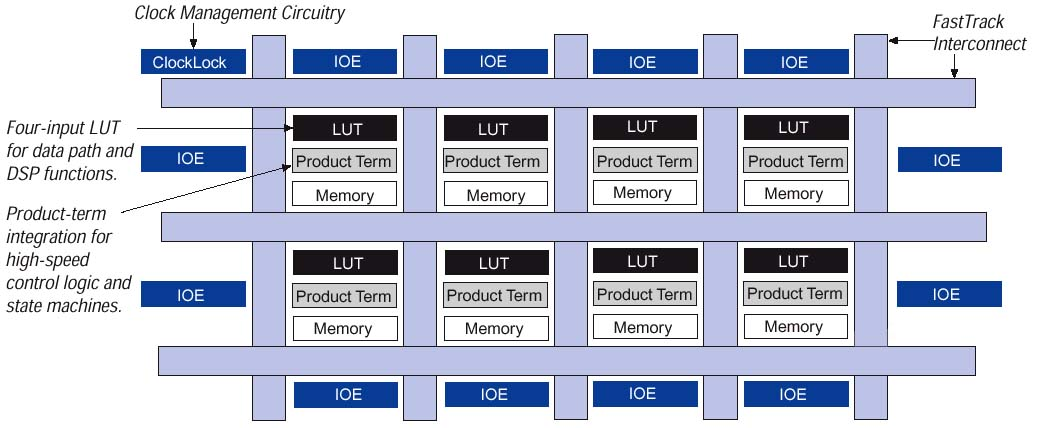 Clock Management Circuitry
FastTrack
Interconnect
ClockLock
IOE
IOE
IOE
IOE
Four-input LUT
for data path and
DSP functions.
LUT
LUT
LUT
LUT
IOE
Product Term
Product Term
Product Term
Product Term
IOE
Memory
Memory
Memory
Memory
Product-term
integration for
high-speed
control logic and
state machines.
LUT
LUT
LUT
LUT
IOE
Product Term
Product Term
Product Term
Product Term
IOE
Memory
Memory
Memory
Memory
IOE
IOE
IOE
IOE